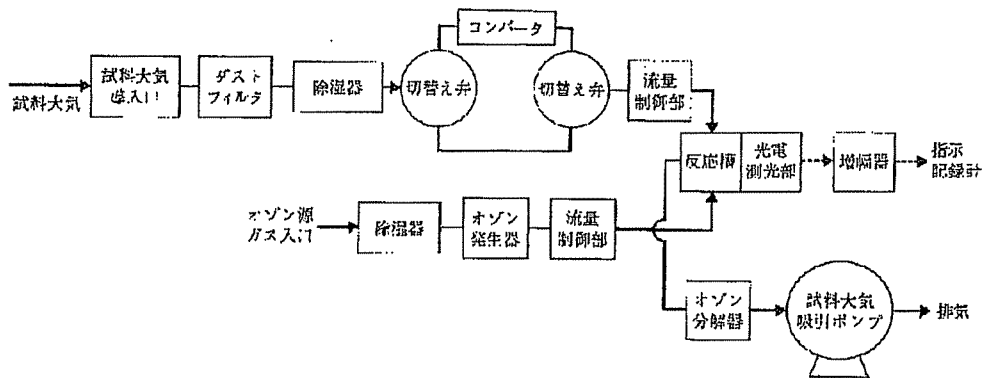 コンバータ
試料大気
試料大気
導入口
ダスト
フィルタ
除湿器
切替え弁
切替え弁
流量
制御部
反応槽
光電
測光部
増幅器
指示
記録計
オゾン源
ガス入口
除湿器
オゾン
発生器
流量
制御部
オゾン
分解器
試料大気
吸引ポンプ
排気